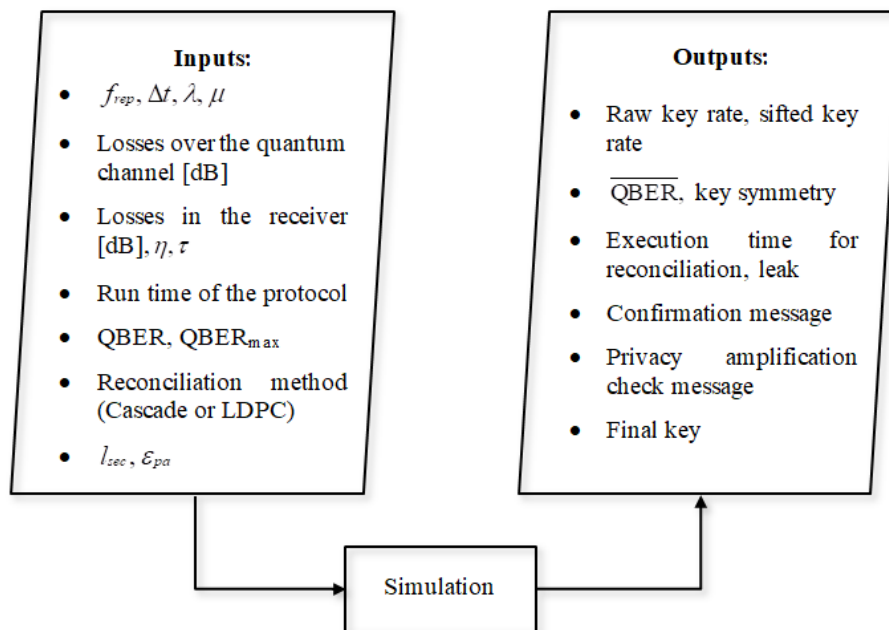 Inputs:
• f_rep, Δt, λ, μ
• Losses over the quantum
channel [dB]
• Losses in the receiver
[dB], η, τ
• Run time of the protocol
• QBER, QBER_max
• Reconciliation method
(Cascade or LDPC)
• l_sec, ε_pa
Outputs:
• Raw key rate, sifted key
rate
• Q̅B̅E̅R̅, key symmetry
• Execution time for
reconciliation, leak
• Confirmation message
• Privacy amplification
check message
• Final key
Simulation